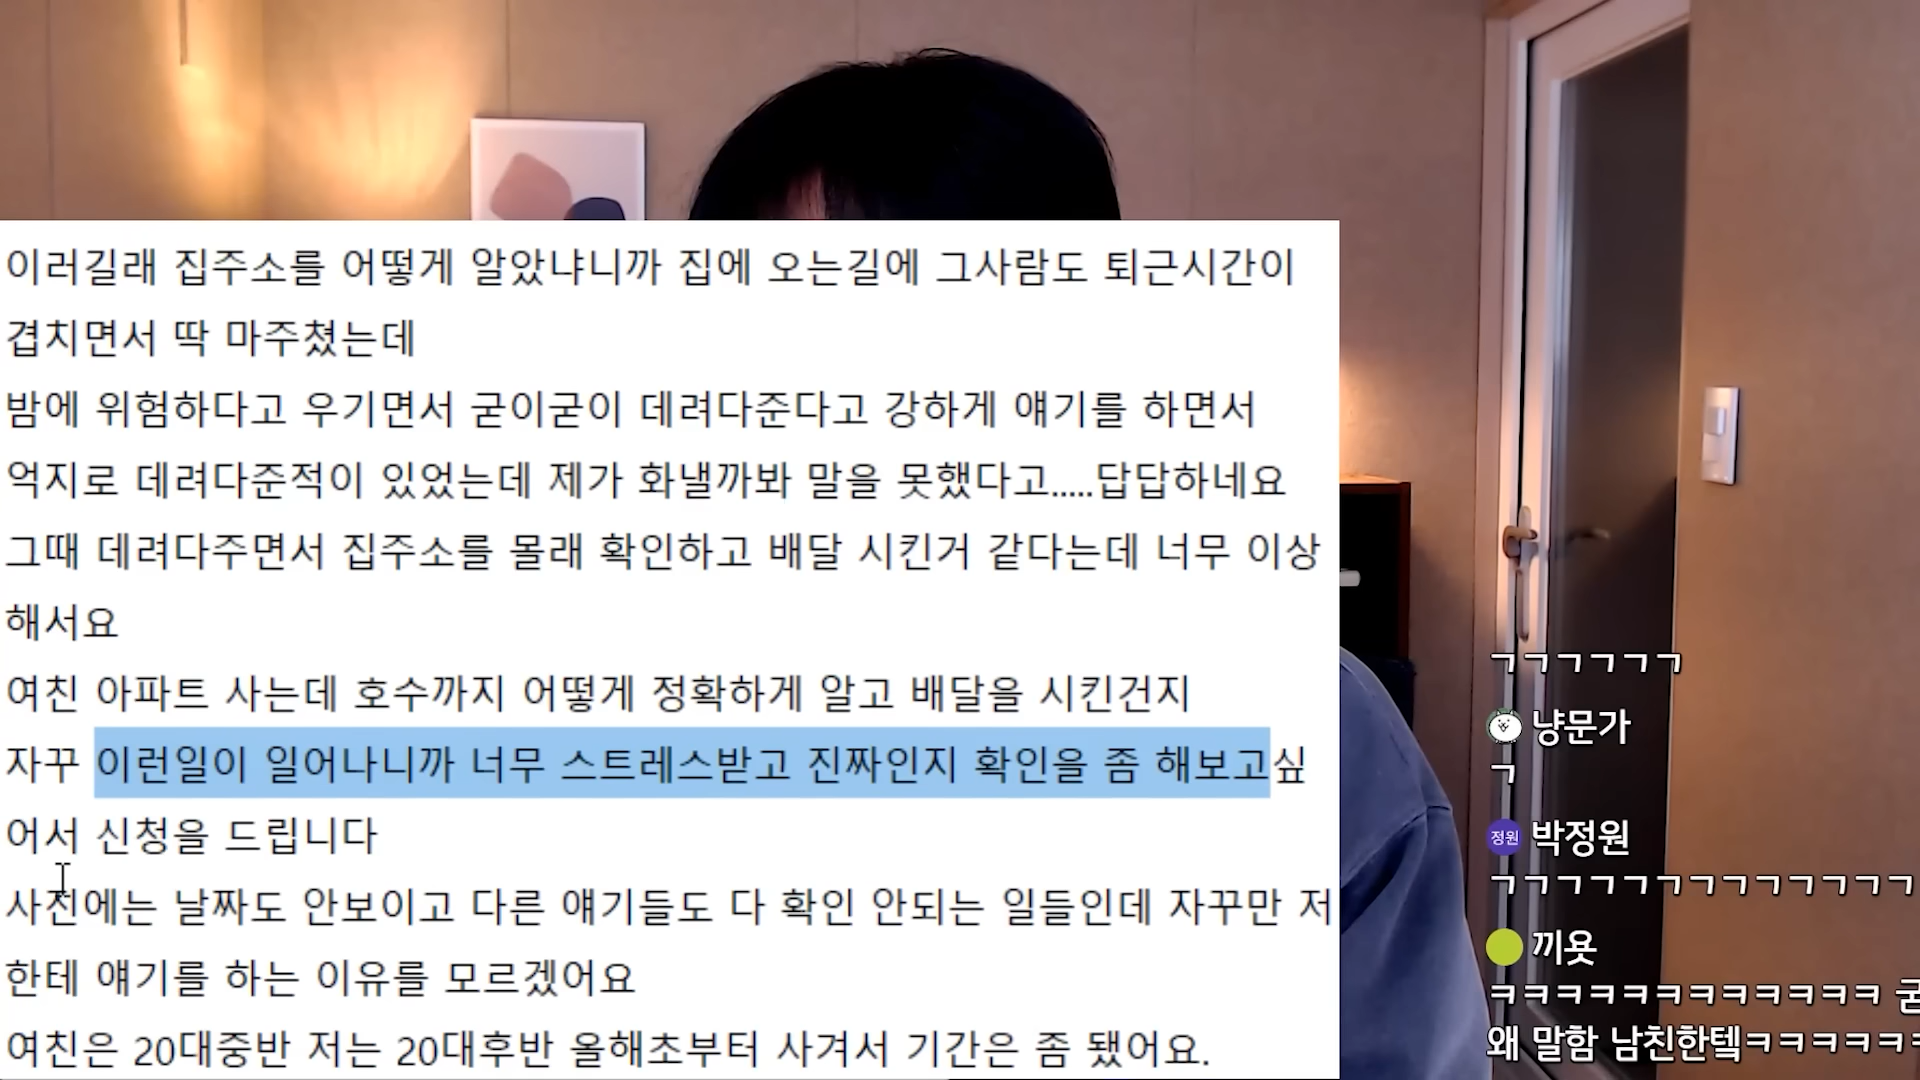 이러길래 집주소를 어떻게 알았냐니까 집에 오는길에 그사람도 퇴근시간이
겹치면서 딱 마주쳤는데
밤에 위험하다고 우기면서 굳이굳이 데려다준다고 강하게 얘기를 하면서
억지로 데려다준적이 있었는데 제가 화낼까봐 말을 못했다고.....답답하네요
그때 데려다주면서 집주소를 몰래 확인하고 배달 시킨거 같다는데 너무 이상
해서요
여친 아파트 사는데 호수까지 어떻게 정확하게 알고 배달을 시킨건지
자꾸 이런일이 일어나니까 너무 스트레스받고 진짜인지 확인을 좀 해보고싶
어서 신청을 드립니다
사진에는 날짜도 안보이고 다른 얘기들도 다 확인 안되는 일들인데 자꾸만 저
한테 얘기를 하는 이유를 모르겠어요
여친은 20대중반 저는 20대후반 올해초부터 사겨서 기간은 좀 됐어요.
ㄱㄱㄱㄱㄱㄱ
냥문가
ㄱ
정원 박정원
ㄱㄱㄱㄱㄱㄱㄱㄱㄱㄱㄱㄱㄱ
끼욧
ㅋㅋㅋㅋㅋㅋㅋㅋㅋㅋㅋㅋ
왜 말함 남친한테ㅋㅋㅋㅋㅋㅋ